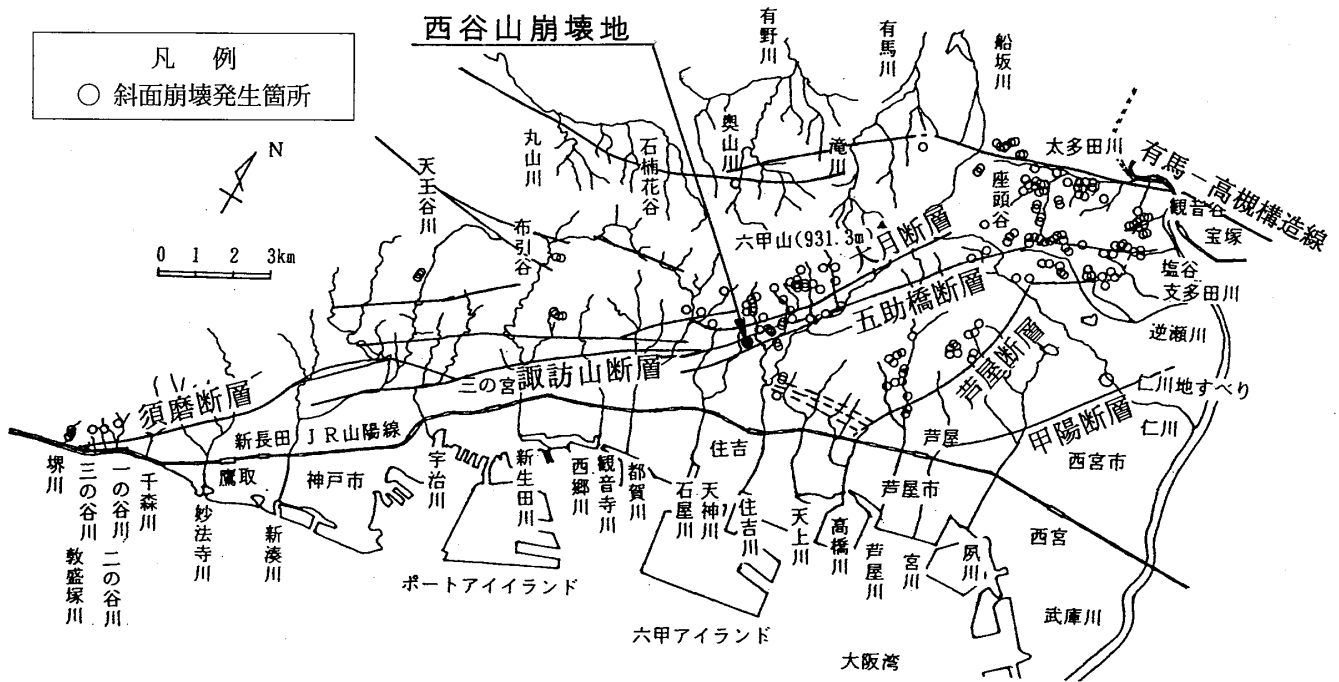 西谷山崩壊地
凡例
○ 斜面崩壊発生箇所
N
0 1 2 3km
有野川
有馬川
船坂川
丸山川
石楠花谷
奥山川
滝川
太多田川
有馬－高槻構造線
天王谷川
布引谷
座頭谷
観音谷
宝塚
六甲山(931.3m)
大月断層
塩谷
支多田川
五助橋断層
逆瀬川
芦屋断層
須磨断層
三の宮
諏訪山断層
仁川地すべり
甲陽断層
仁川
新長田
JR山陽線
住吉
芦屋
西宮市
堺川
三の谷川
一の谷川
千森川
鷹取
神戸市
宇治川
新生田川
西郷川
観音寺川
都賀川
石屋川
天神川
住吉川
天上川
高橋川
芦屋市
芦屋川
宮川
夙川
西宮
敦盛塚川
二の谷川
妙法寺川
新湊川
ポートアイイランド
六甲アイランド
武庫川
大阪湾